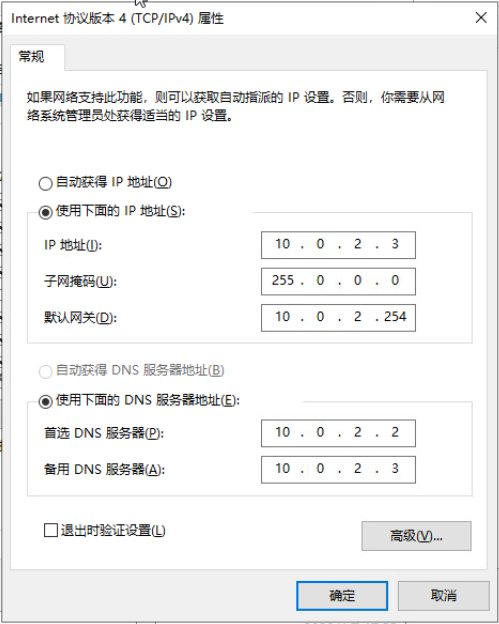 Internet 协议版本 4 (TCP/IPv4) 属性
常规
如果网络支持此功能，则可以获取自动指派的 IP 设置。否则，你需要从网
络系统管理员处获得适当的 IP 设置。
自动获得 IP 地址(O)
使用下面的 IP 地址(S):
IP 地址(I): 10 . 0 . 2 . 3
子网掩码(U): 255 . 0 . 0 . 0
默认网关(D): 10 . 0 . 2 . 254
自动获得 DNS 服务器地址(B)
使用下面的 DNS 服务器地址(E):
首选 DNS 服务器(P): 10 . 0 . 2 . 2
备用 DNS 服务器(A): 10 . 0 . 2 . 3
退出时验证设置(L)
高级(V)...
确定 取消